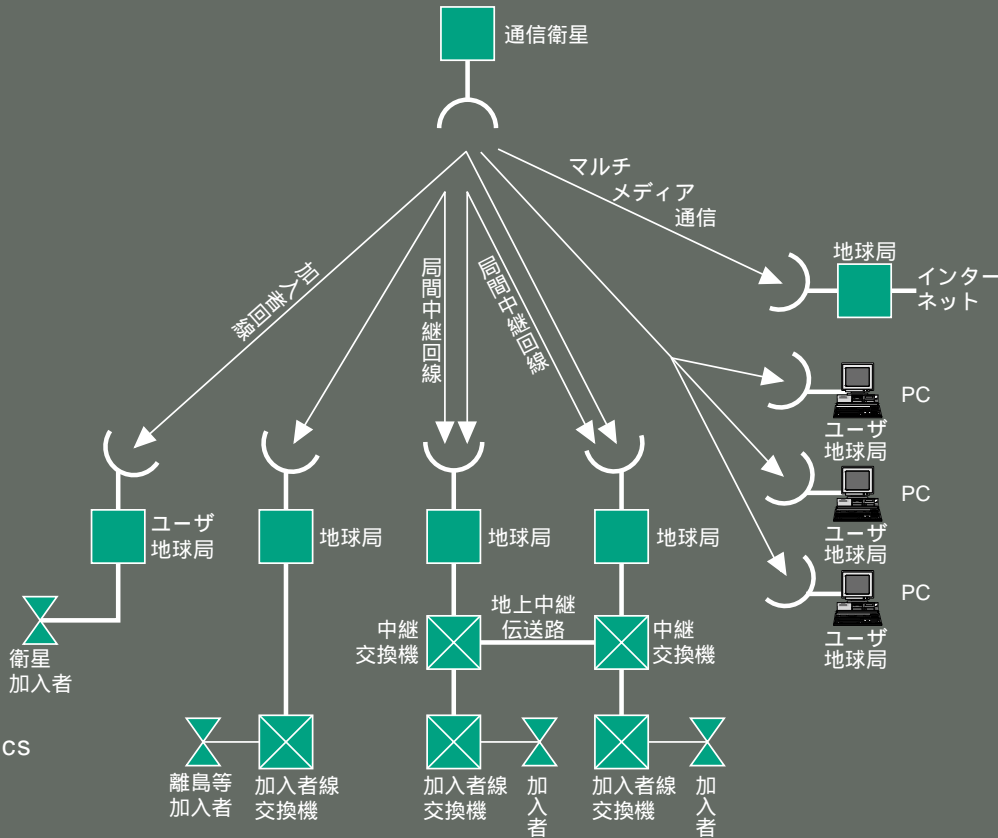 通信衛星
マルチ
メディア
通信
地球局
インター
ネット
加入者回線
局間中継回線
局間中継回線
PC
ユーザ
地球局
PC
ユーザ
地球局
PC
ユーザ
地球局
ユーザ
地球局
地球局
地球局
地球局
衛星
加入者
中継
交換機
地上中継
伝送路
中継
交換機
cs
離島等
加入者
加入者線
交換機
加入者線
交換機
加入者
加入者線
交換機
加入者